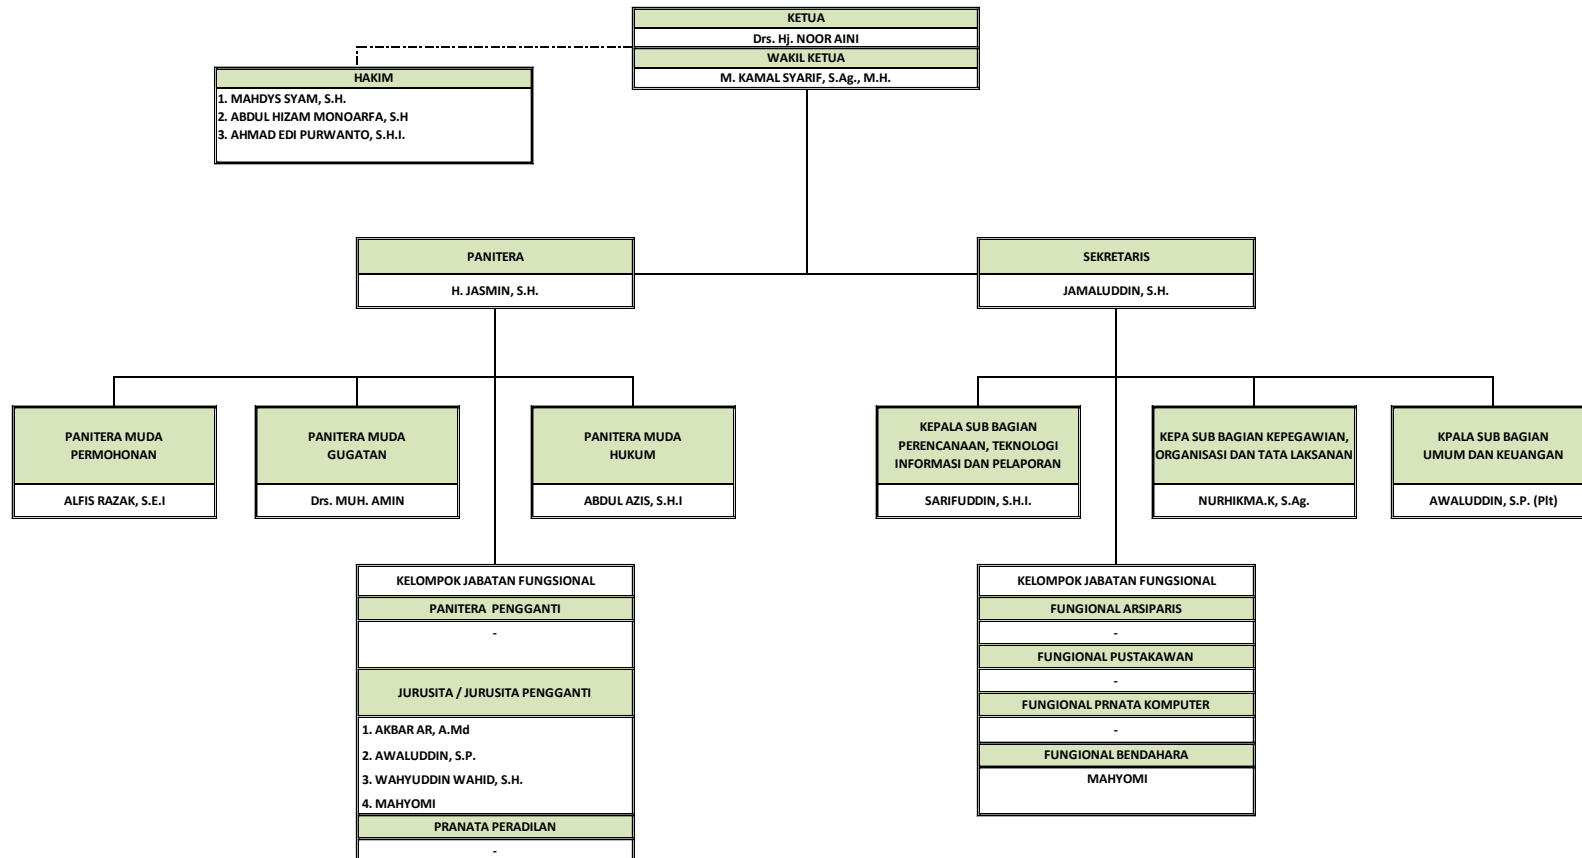 KETUA
Drs. Hj. NOOR AINI
WAKIL KETUA
M. KAMAL SYARIF, S.Ag., M.H.
HAKIM
1. MAHDYS SYAM, S.H.
2. ABDUL HIZAM MONOARFA, S.H
3. AHMAD EDI PURWANTO, S.H.I.
PANITERA
H. JASMIN, S.H.
SEKRETARIS
JAMALUDDIN, S.H.
PANITERA MUDA
PERMOHONAN
ALFIS RAZAK, S.E.I
PANITERA MUDA
GUGATAN
Drs. MUH. AMIN
PANITERA MUDA
HUKUM
ABDUL AZIS, S.H.I
KEPALA SUB BAGIAN
PERENCANAAN, TEKNOLOGI
INFORMASI DAN PELAPORAN
SARIFUDDIN, S.H.I.
KEPA SUB BAGIAN KEPEGAWIAN,
ORGANISASI DAN TATA LAKSANAN
NURHIKMA.K, S.Ag.
KPALA SUB BAGIAN
UMUM DAN KEUANGAN
AWALUDDIN, S.P. (Plt)
KELOMPOK JABATAN FUNGSIONAL
PANITERA  PENGGANTI
-
JURUSITA / JURUSITA PENGGANTI
1. AKBAR AR, A.Md
2. AWALUDDIN, S.P.
3. WAHYUDDIN WAHID, S.H.
4. MAHYOMI
PRANATA PERADILAN
-
KELOMPOK JABATAN FUNGSIONAL
FUNGIONAL ARSIPARIS
-
FUNGIONAL PUSTAKAWAN
-
FUNGIONAL PRNATA KOMPUTER
-
FUNGIONAL BENDAHARA
MAHYOMI